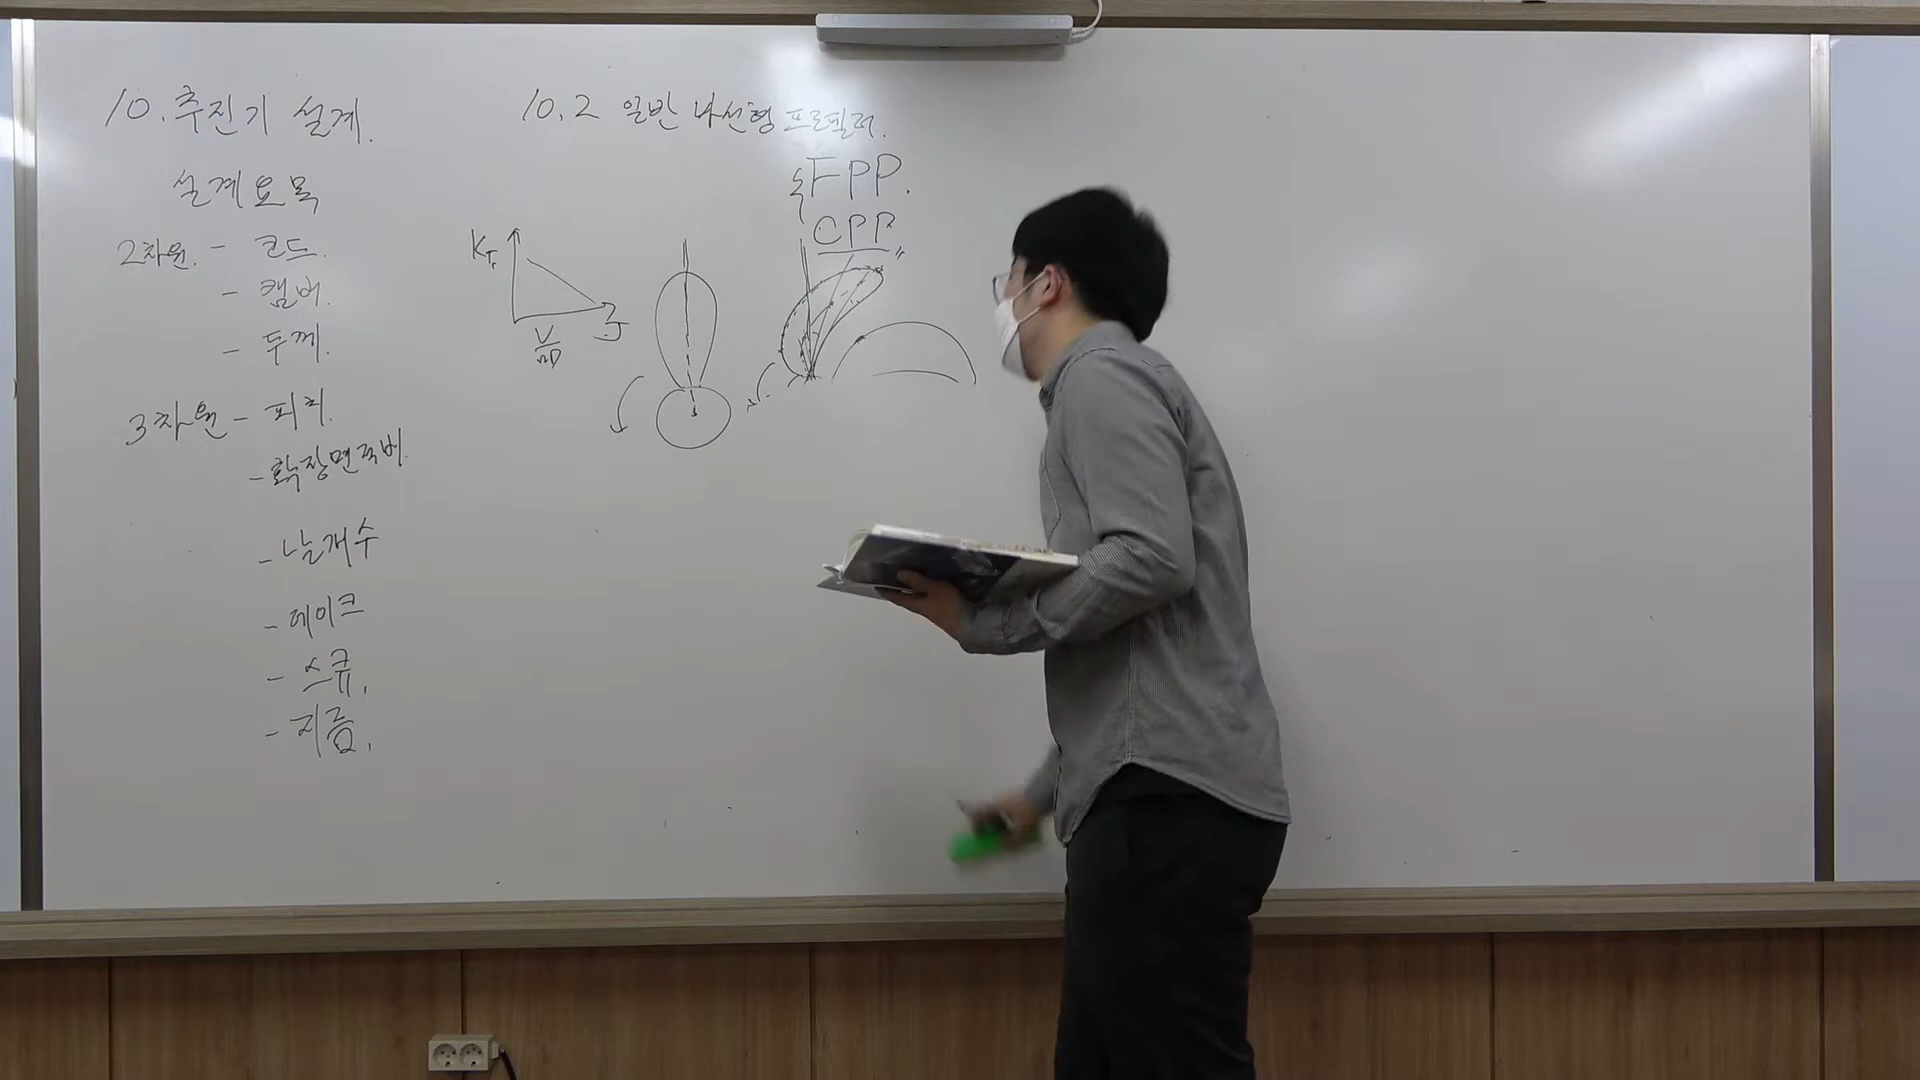 10. 추진기 설계.
설계요목
2차원. - 코드.
- 캠버.
- 두께.
3차원 - 피치.
- 확장면적비.
- 날개수
- 레이크
- 스큐.
- 지름.
10.2 일반 나선형 프로펠러.
FPP.
CPP
KT
J
V
nD